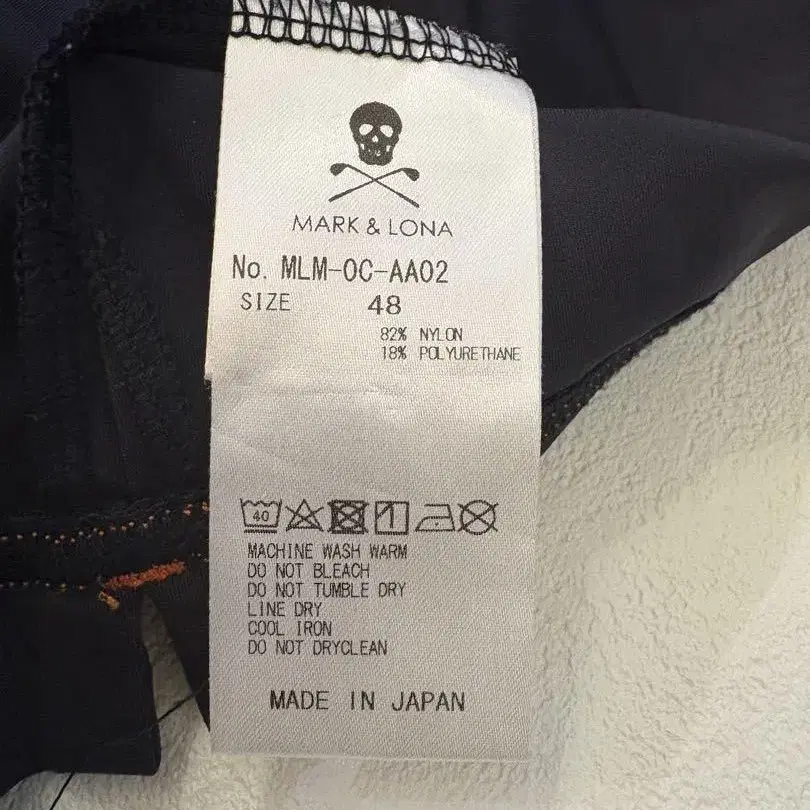 MARK & LONA
No. MLM-OC-AA02
SIZE 48
82% NYLON
18% POLYURETHANE
40
MACHINE WASH WARM
DO NOT BLEACH
DO NOT TUMBLE DRY
LINE DRY
COOL IRON
DO NOT DRYCLEAN
MADE IN JAPAN